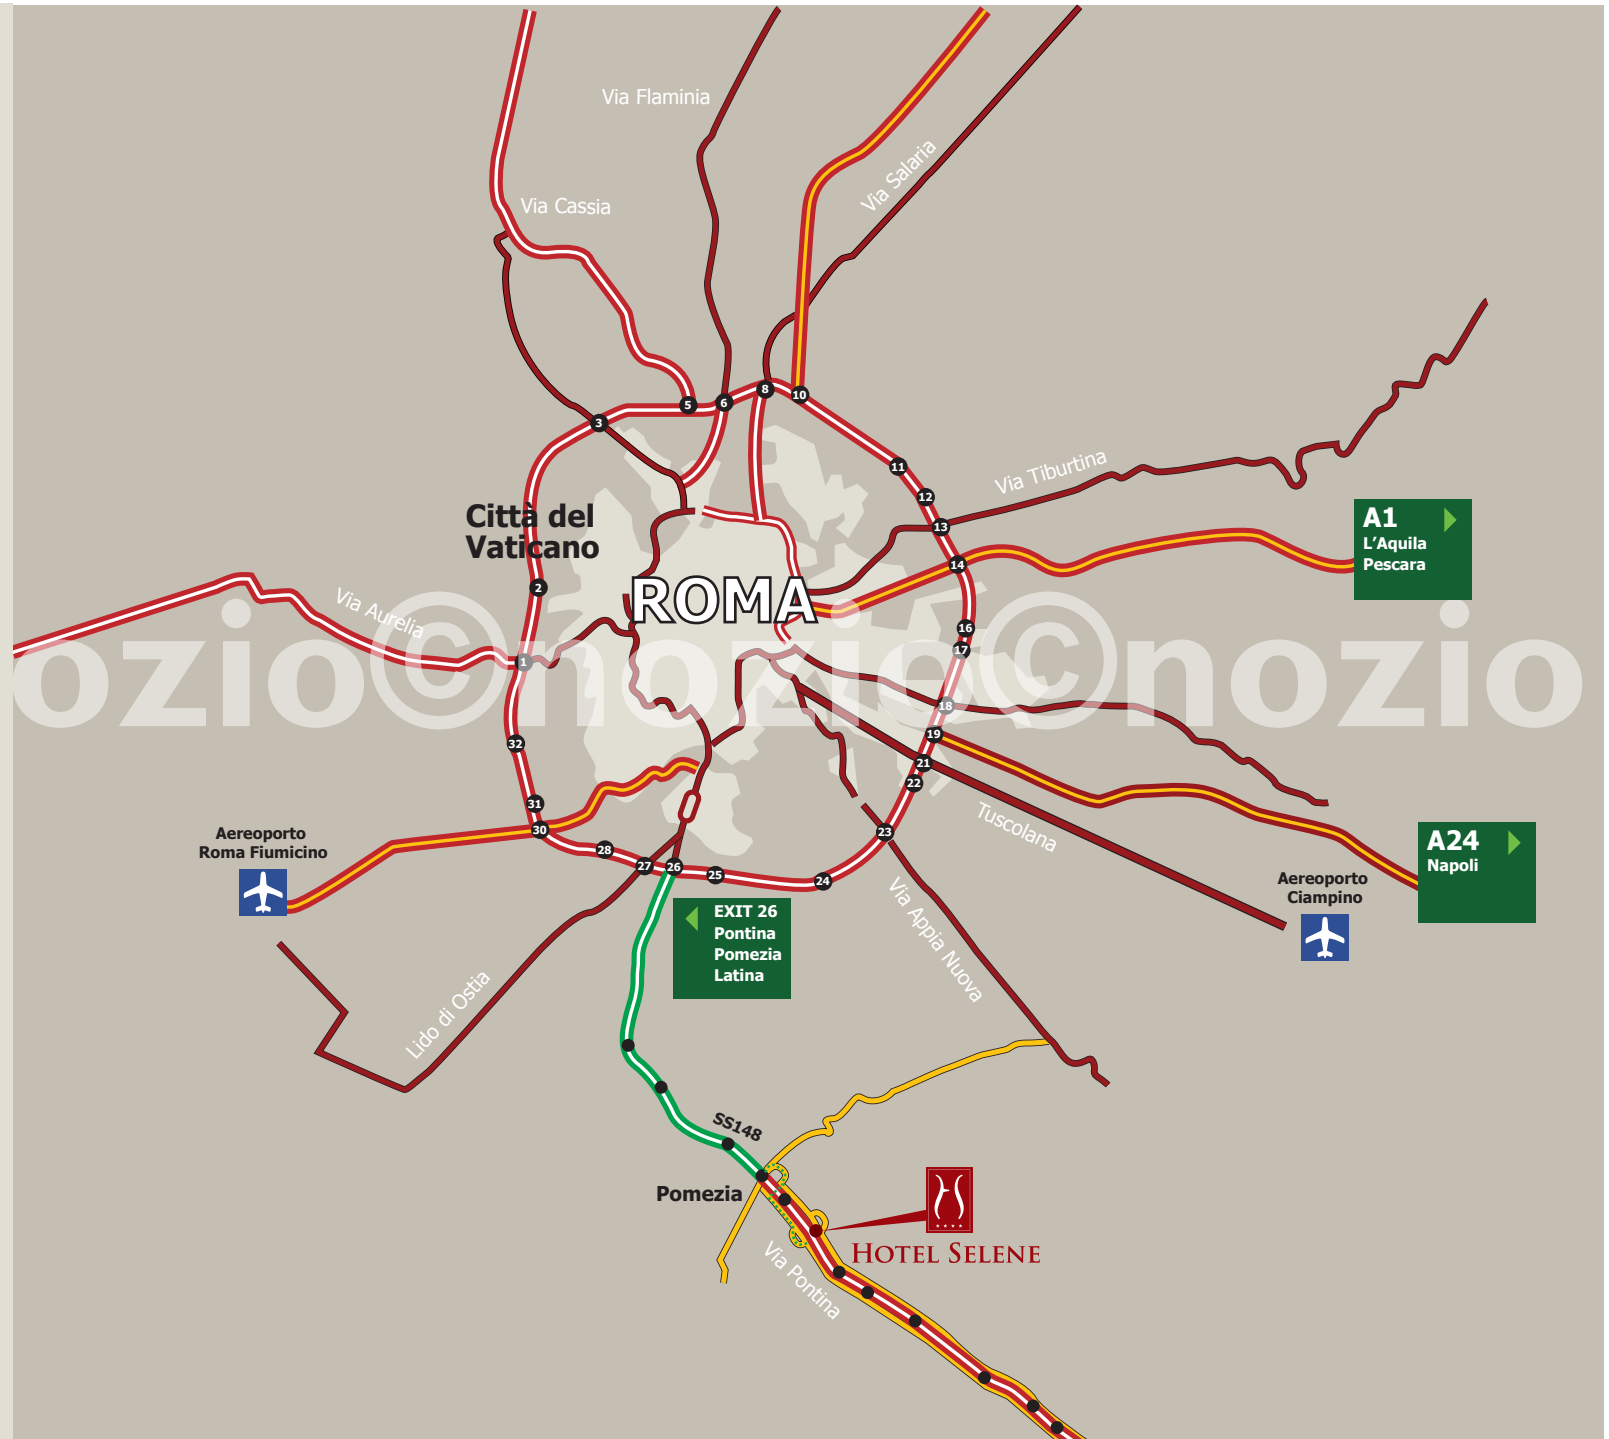 Via Flaminia
Via Salaria
Via Cassia
8
10
5
6
3
11
12
13
Via Tiburtina
Città del
Vaticano
A1
L'Aquila
Pescara
14
2
ROMA
Via Aurelia
16
17
1
nozio©nozio©nozio
18
19
32
21
22
31
30
23
Tuscolana
28
27
26
25
24
Aereoporto
Roma Fiumicino
A24
Napoli
Aereoporto
Ciampino
EXIT 26
Pontina
Pomezia
Latina
Via Appia Nuova
Lido di Ostia
SS148
Pomezia
HOTEL SELENE
Via Pontina